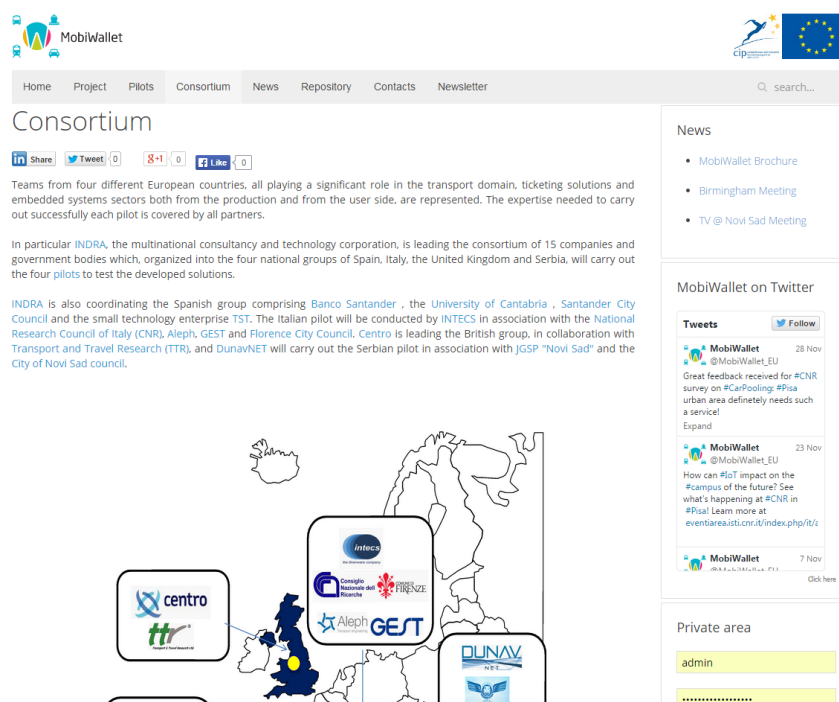 MobiWallet
cip
Home Project Pilots Consortium News Repository Contacts Newsletter
search...
Consortium
in Share Tweet 0 g+1 0 f Like 0
Teams from four different European countries, all playing a significant role in the transport domain, ticketing solutions and
embedded systems sectors both from the production and from the user side, are represented. The expertise needed to carry
out successfully each pilot is covered by all partners.
In particular INDRA, the multinational consultancy and technology corporation, is leading the consortium of 15 companies and
government bodies which, organized into the four national groups of Spain, Italy, the United Kingdom and Serbia, will carry out
the four pilots to test the developed solutions.
INDRA is also coordinating the Spanish group comprising Banco Santander , the University of Cantabria , Santander City
Council and the small technology enterprise TST. The Italian pilot will be conducted by INTECS in association with the National
Research Council of Italy (CNR), Aleph, GEST and Florence City Council. Centro is leading the British group, in collaboration with
Transport and Travel Research (TTR), and DunavNET will carry out the Serbian pilot in association with JGSP "Novi Sad" and the
City of Novi Sad council.
intecs
Consiglio
Nazionale delle
Ricerche
COMUNE DI
FIRENZE
Aleph
GEST
centro
ttr
Transport & Travel Research Ltd
DUNAV
NET
News
MobiWallet Brochure
Birmingham Meeting
TV @ Novi Sad Meeting
MobiWallet on Twitter
Tweets Follow
MobiWallet 28 Nov
@MobiWallet_EU
Great feedback received for #CNR
survey on #CarPooling: #Pisa
urban area definetely needs such
a service!
Expand
MobiWallet 23 Nov
@MobiWallet_EU
How can #IoT impact on the
#campus of the future? See
what's happening at #CNR in
#Pisa! Learn more at
eventiarea.isti.cnr.it/index.php/it/a
MobiWallet 7 Nov
@MobiWallet_EU
Click here
Private area
admin
••••••••••••••••••